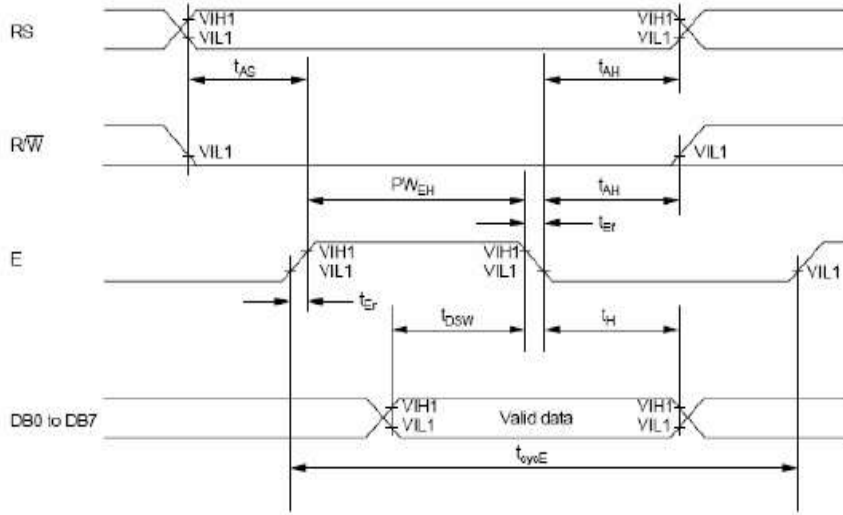 RS
VIH1 VIH1
VIL1 VIL1
tAS tAH
R/W̅
VIL1 VIL1
PWEH tAH
tEf
E
VIH1 VIH1
VIL1 VIL1 VIL1
tEr
tDSW tH
DB0 to DB7
VIH1 Valid data VIH1
VIL1 VIL1
tcycE